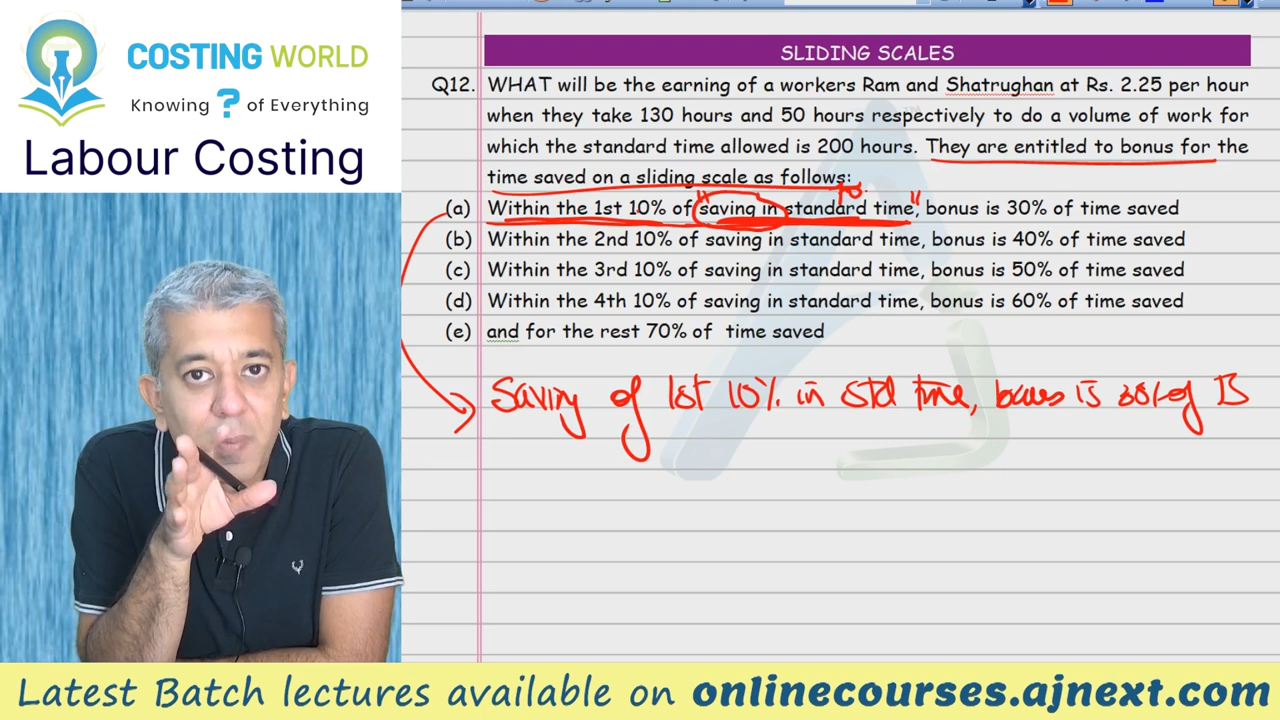 COSTING WORLD
Knowing ? of Everything
Labour Costing
SLIDING SCALES
Q12. WHAT will be the earning of a workers Ram and Shatrughan at Rs. 2.25 per hour
when they take 130 hours and 50 hours respectively to do a volume of work for
which the standard time allowed is 200 hours. They are entitled to bonus for the
time saved on a sliding scale as follows:
(a) Within the 1st 10% of "saving in standard time", bonus is 30% of time saved
(b) Within the 2nd 10% of saving in standard time, bonus is 40% of time saved
(c) Within the 3rd 10% of saving in standard time, bonus is 50% of time saved
(d) Within the 4th 10% of saving in standard time, bonus is 60% of time saved
(e) and for the rest 70% of time saved
Saving of 1st 10% in std time, bonus is 30% of TS
Latest Batch lectures available on onlinecourses.ajnext.com